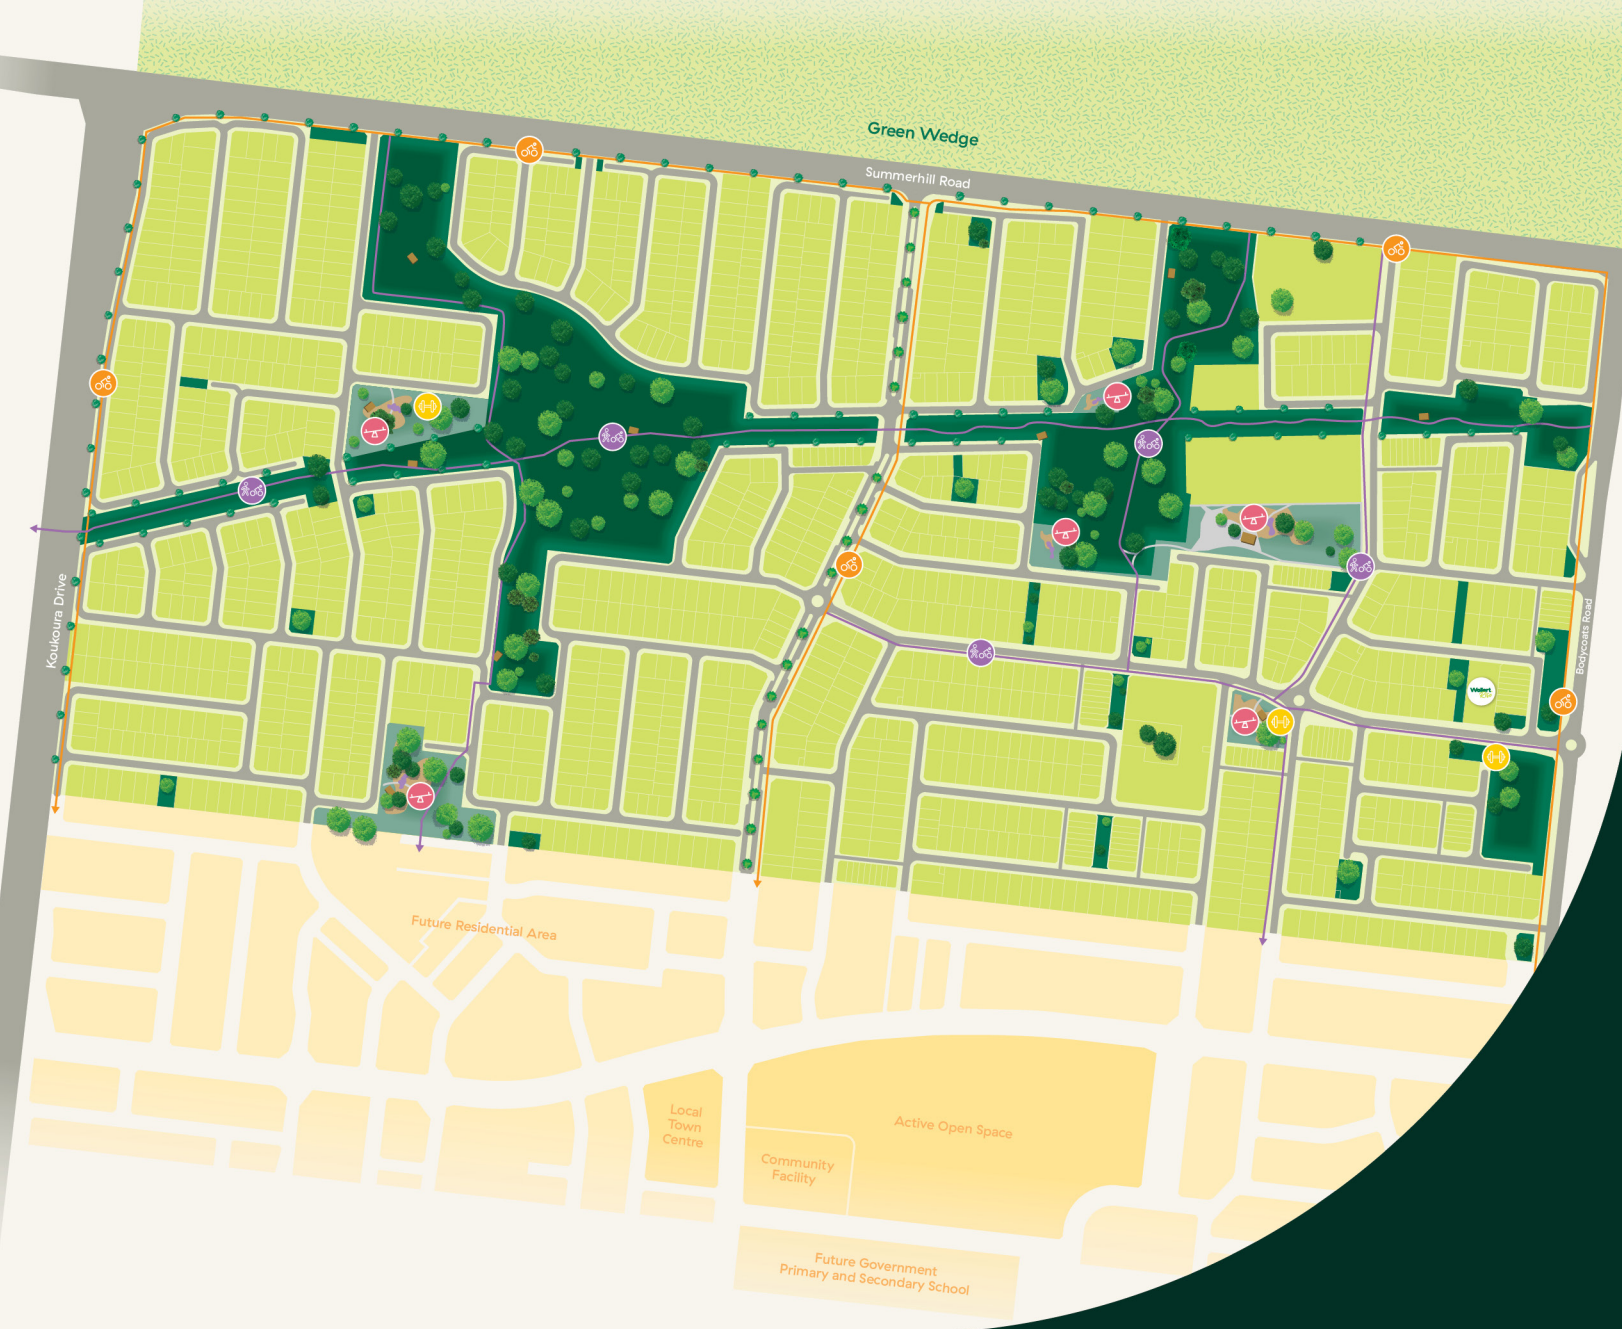 Green Wedge
Summerhill Road
Koukoura Drive
Bodycoats Road
Wollert
Future Residential Area
Local
Town
Centre
Active Open Space
Community
Facility
Future Government
Primary and Secondary School